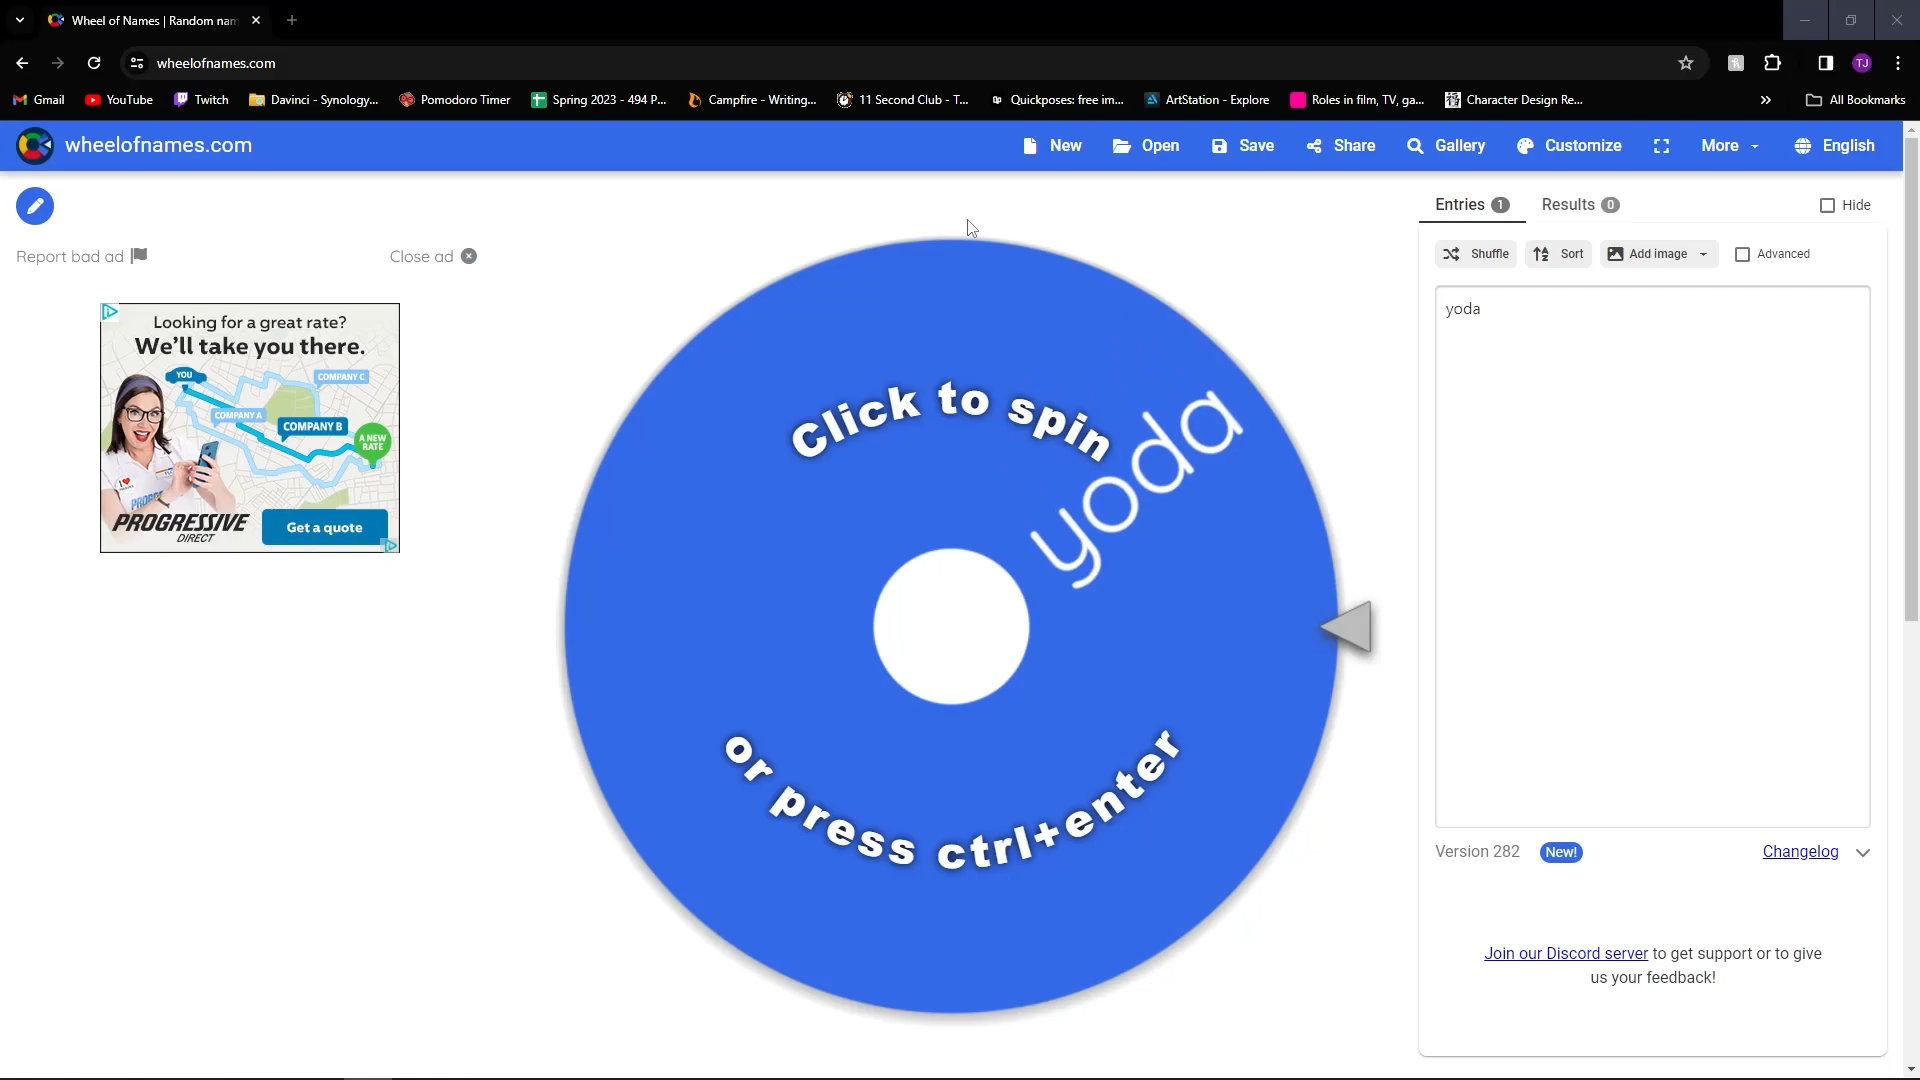 Wheel of Names | Random nam
wheelofnames.com
Gmail
YouTube
Twitch
Davinci - Synology...
Pomodoro Timer
Spring 2023 - 494 P...
Campfire - Writing...
11 Second Club - T...
Quickposes: free im...
ArtStation - Explore
Roles in film, TV, ga...
Character Design Re...
All Bookmarks
TJ
wheelofnames.com
New
Open
Save
Share
Gallery
Customize
More
English
Report bad ad
Close ad
Looking for a great rate?
We'll take you there.
YOU
COMPANY C
COMPANY A
COMPANY B
A NEW
RATE
PROGRESSIVE
DIRECT
Get a quote
Click to spin
yoda
or press ctrl+enter
Entries 1
Results 0
Hide
Shuffle
Sort
Add image
Advanced
yoda
Version 282
New!
Changelog
Join our Discord server to get support or to give
us your feedback!